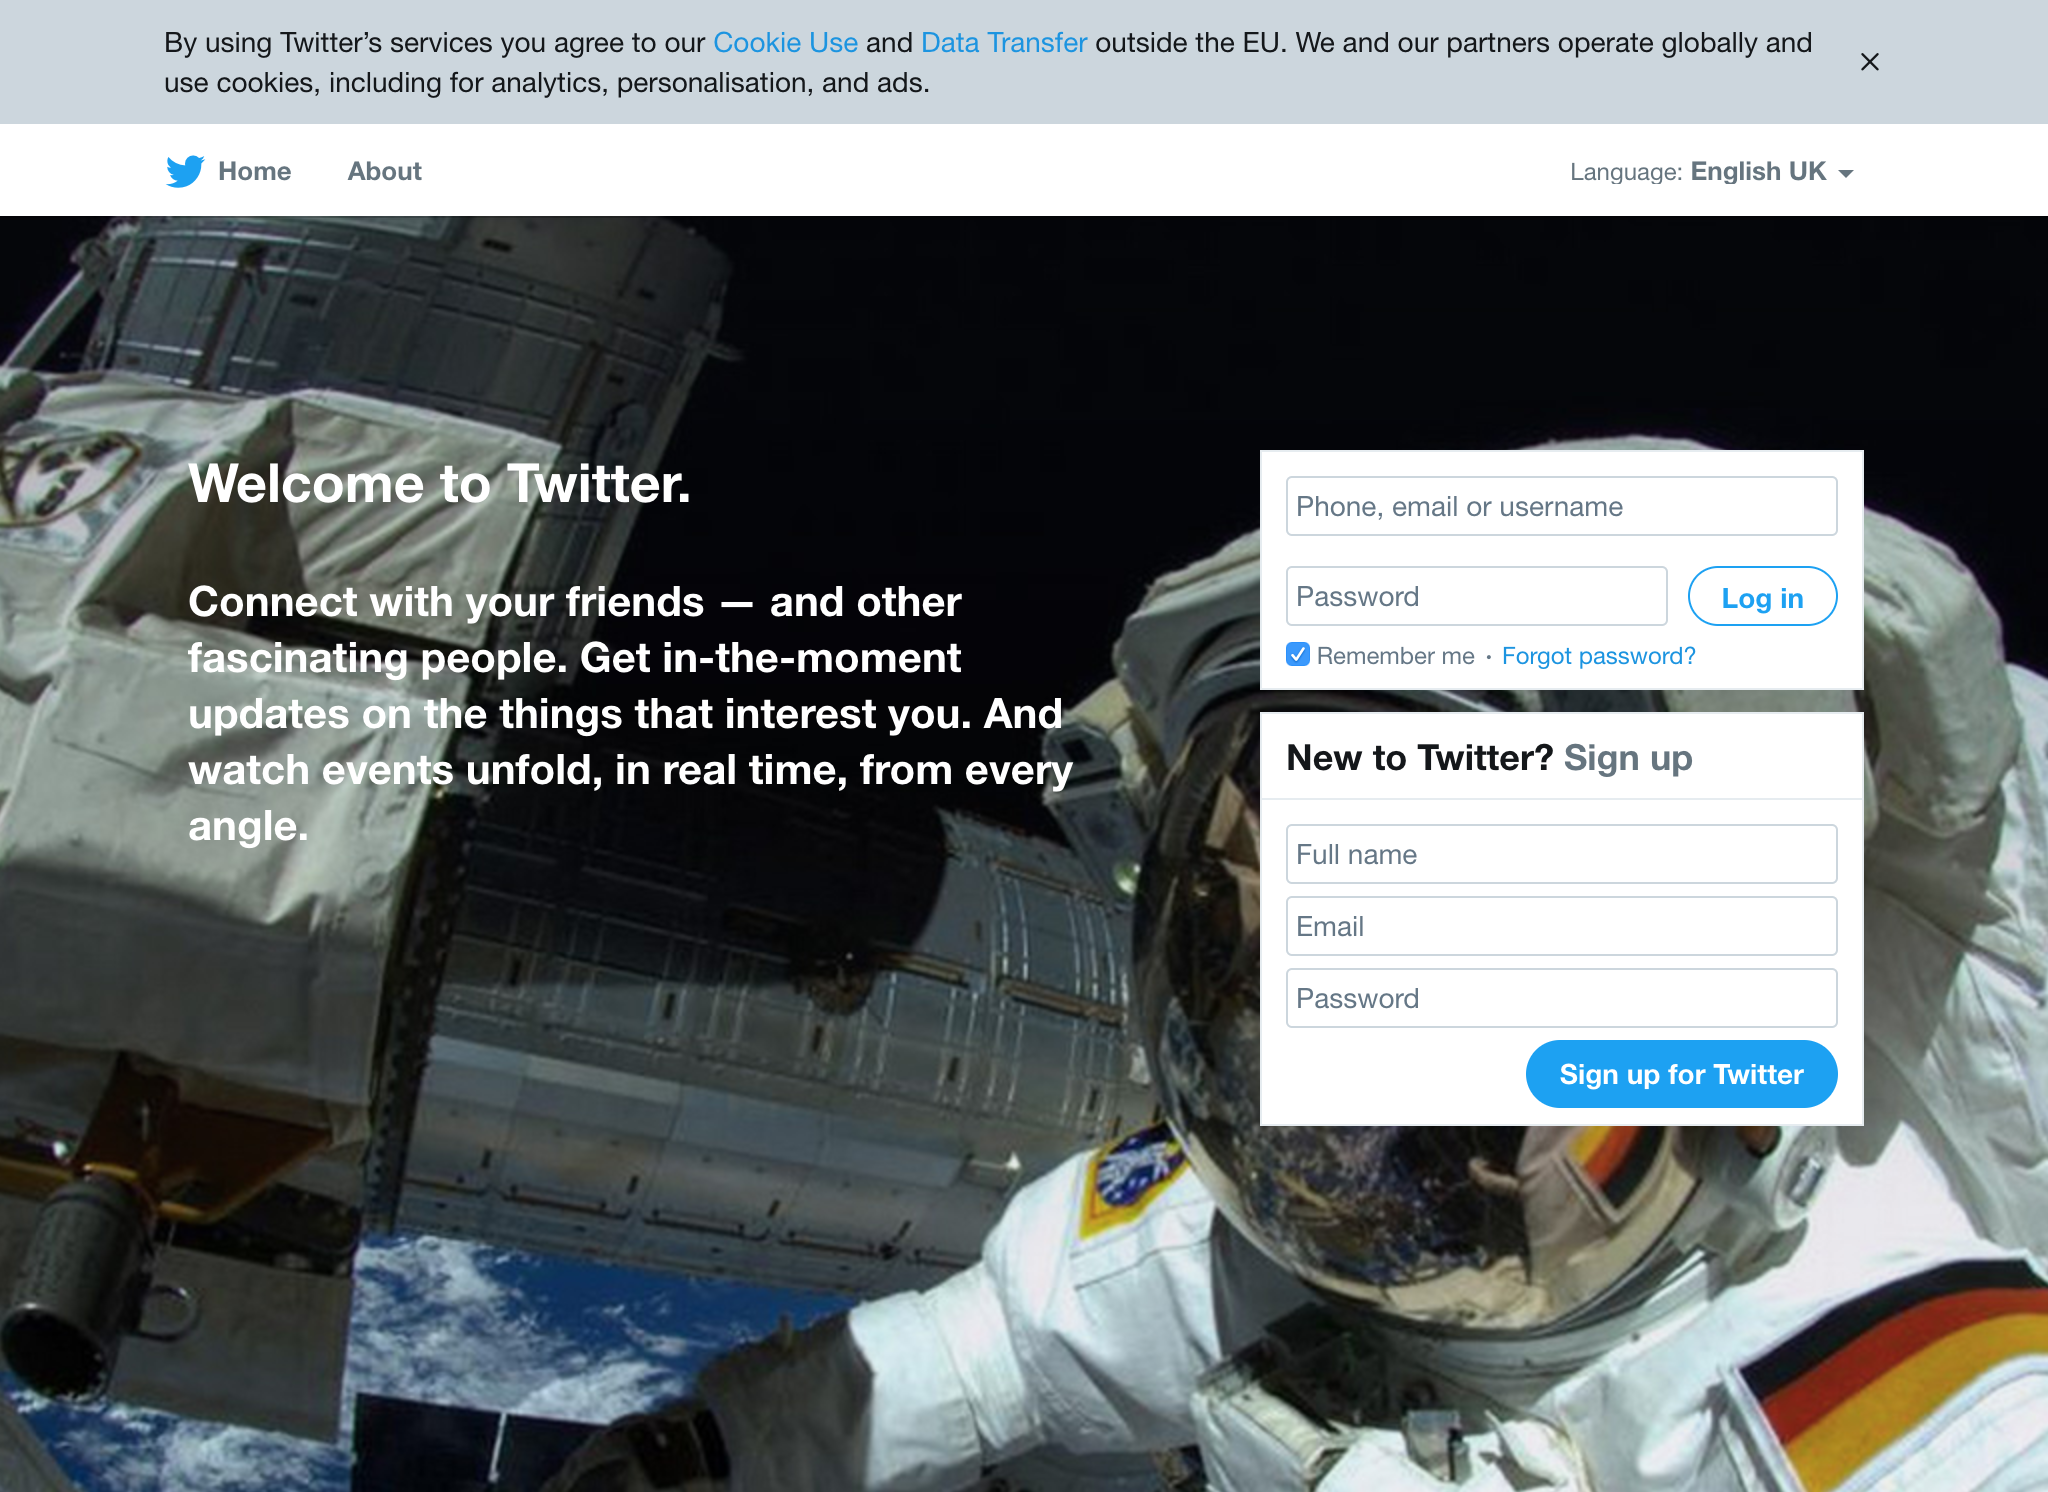 By using Twitter’s services you agree to our Cookie Use and Data Transfer outside the EU. We and our partners operate globally and
use cookies, including for analytics, personalisation, and ads.
Home About Language: English UK
Welcome to Twitter.
Connect with your friends — and other
fascinating people. Get in-the-moment
updates on the things that interest you. And
watch events unfold, in real time, from every
angle.
Phone, email or username
Password Log in
Remember me · Forgot password?
New to Twitter? Sign up
Full name
Email
Password
Sign up for Twitter